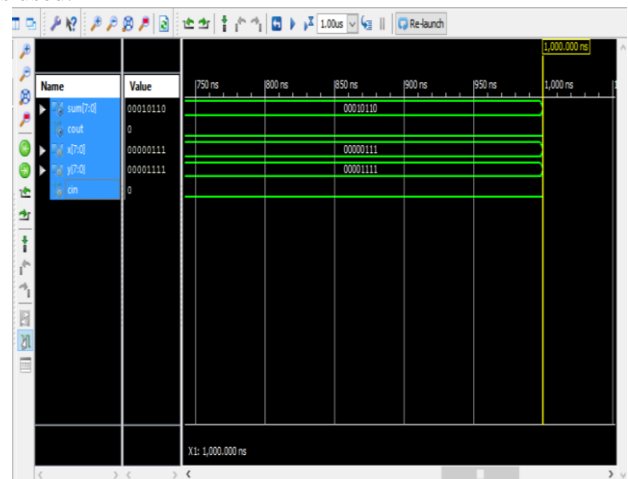 1.00us Re-launch
1,000.000 ns
Name Value 750 ns 800 ns 850 ns 900 ns 950 ns 1,000 ns 1
sum[7:0] 00010110 00010110
cout 0
x[7:0] 00000111 00000111
y[7:0] 00001111 00001111
cin 0
X1: 1,000.000 ns